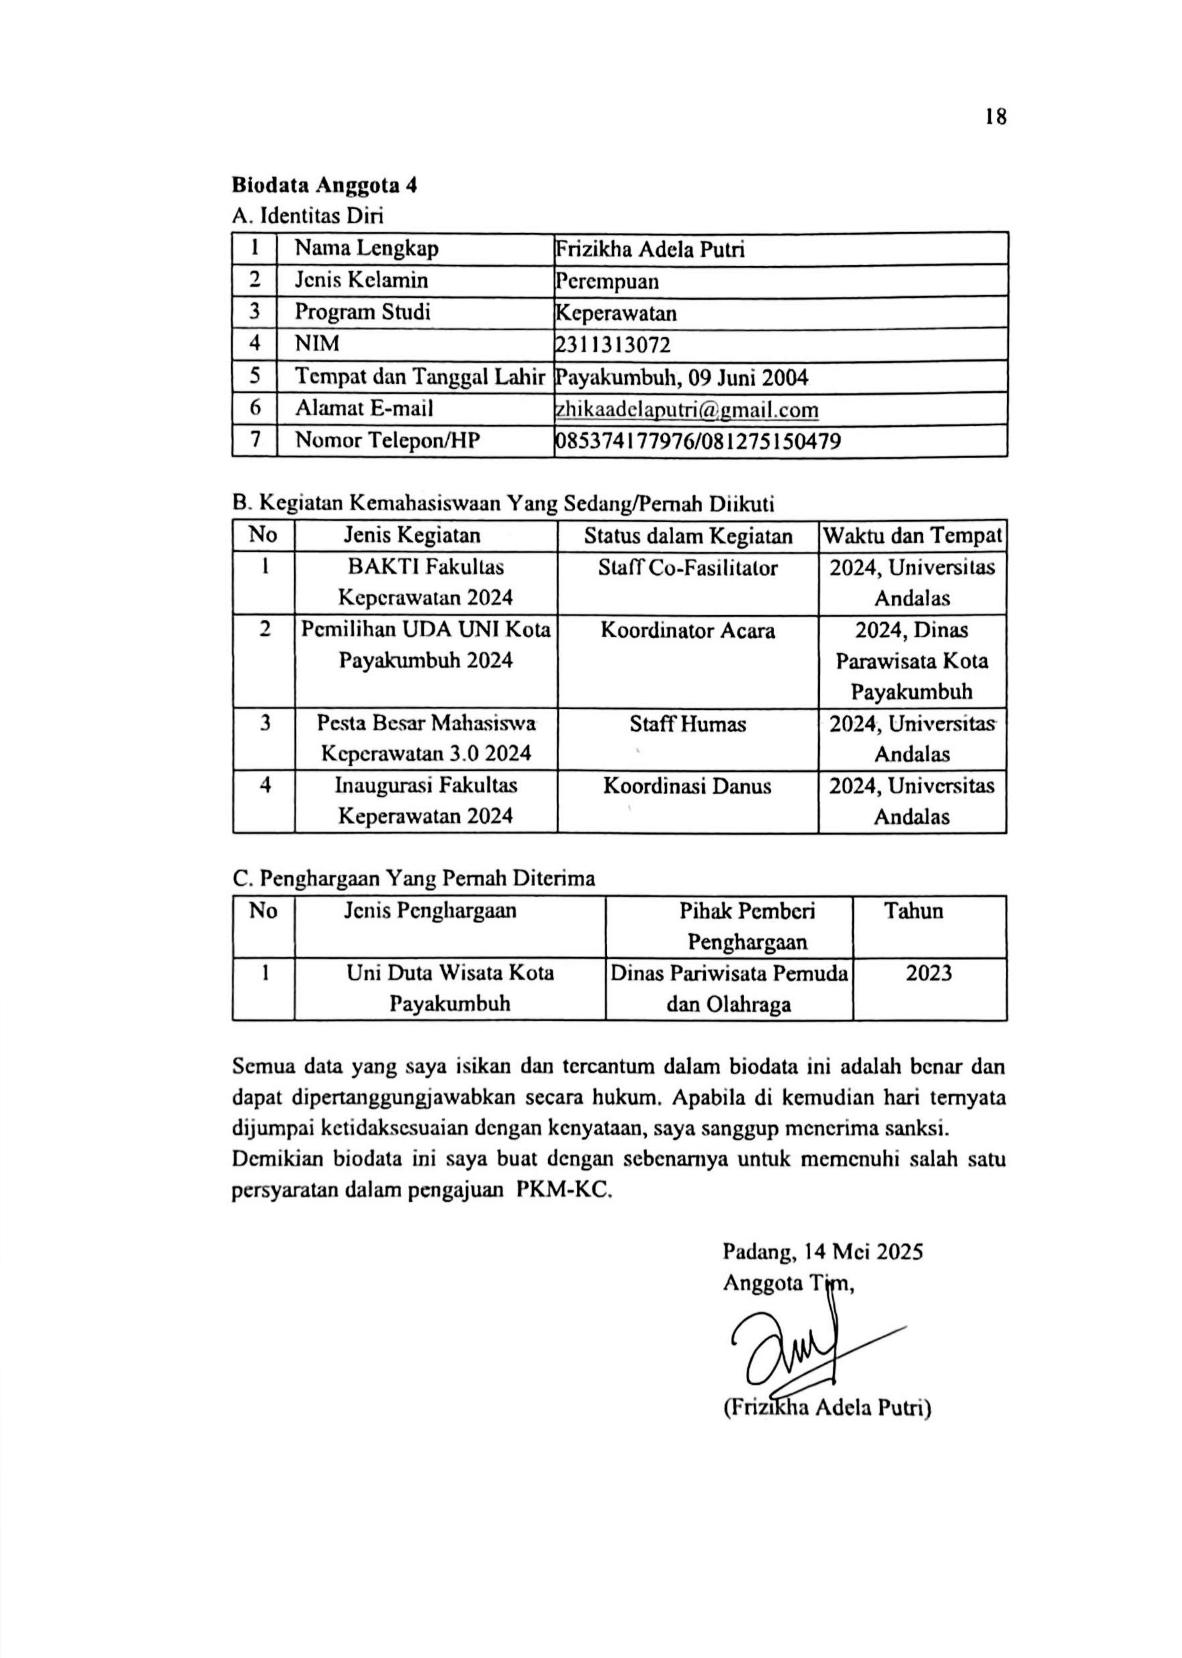 18
Biodata Anggota 4
A. Identitas Diri
1 Nama Lengkap Frizikha Adela Putri
2 Jenis Kelamin Perempuan
3 Program Studi Keperawatan
4 NIM 2311313072
5 Tempat dan Tanggal Lahir Payakumbuh, 09 Juni 2004
6 Alamat E-mail zhikaadelaputri@gmail.com
7 Nomor Telepon/HP 085374177976/081275150479
B. Kegiatan Kemahasiswaan Yang Sedang/Pernah Diikuti
No Jenis Kegiatan Status dalam Kegiatan Waktu dan Tempat
1 BAKTI Fakultas Staff Co-Fasilitator 2024, Universitas
Keperawatan 2024 Andalas
2 Pemilihan UDA UNI Kota Koordinator Acara 2024, Dinas
Payakumbuh 2024 Parawisata Kota
Payakumbuh
3 Pesta Besar Mahasiswa Staff Humas 2024, Universitas
Keperawatan 3.0 2024 Andalas
4 Inaugurasi Fakultas Koordinasi Danus 2024, Universitas
Keperawatan 2024 Andalas
C. Penghargaan Yang Pernah Diterima
No Jenis Penghargaan Pihak Pemberi Tahun
Penghargaan
1 Uni Duta Wisata Kota Dinas Pariwisata Pemuda 2023
Payakumbuh dan Olahraga
Semua data yang saya isikan dan tercantum dalam biodata ini adalah benar dan
dapat dipertanggungjawabkan secara hukum. Apabila di kemudian hari ternyata
dijumpai ketidaksesuaian dengan kenyataan, saya sanggup menerima sanksi.
Demikian biodata ini saya buat dengan sebenarnya untuk memenuhi salah satu
persyaratan dalam pengajuan PKM-KC.
Padang, 14 Mei 2025
Anggota Tim,
(Frizikha Adela Putri)